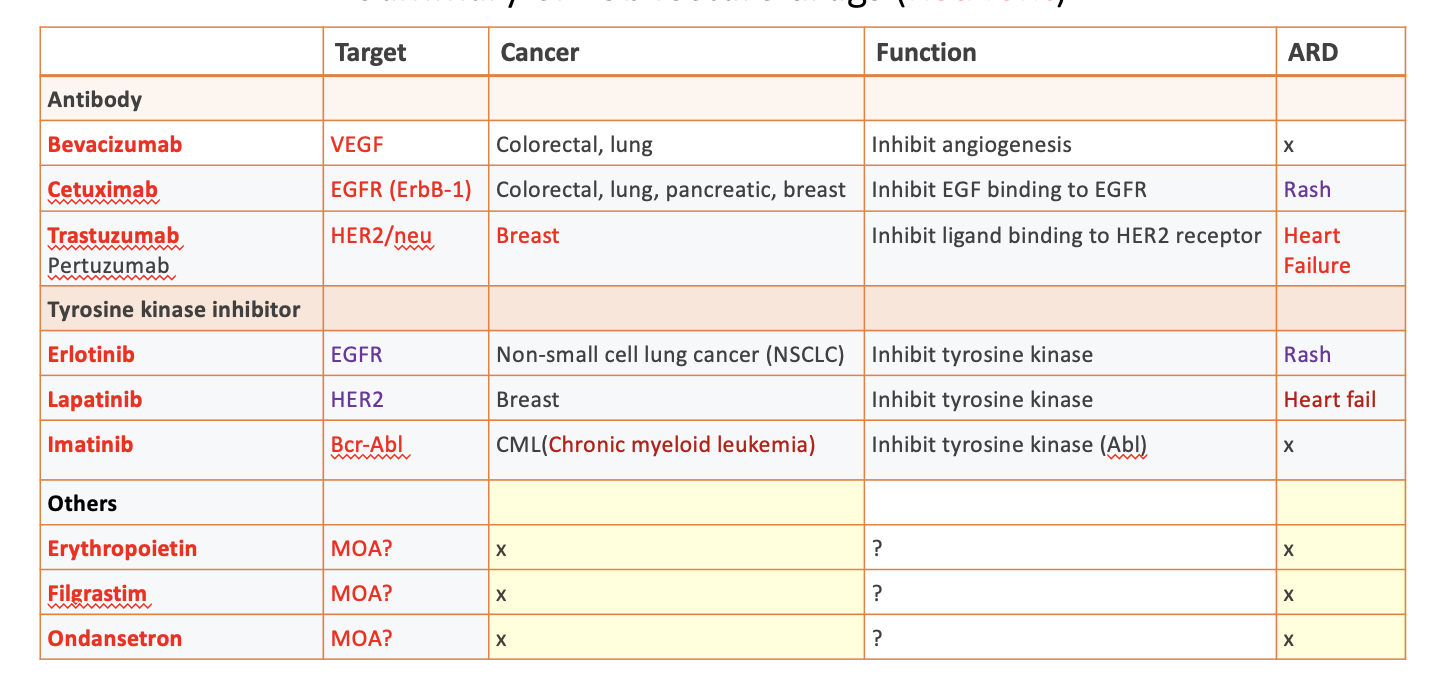 Target Cancer Function ARD
Antibody
Bevacizumab VEGF Colorectal, lung Inhibit angiogenesis x
Cetuximab EGFR (ErbB-1) Colorectal, lung, pancreatic, breast Inhibit EGF binding to EGFR Rash
Trastuzumab HER2/neu Breast Inhibit ligand binding to HER2 receptor Heart
Pertuzumab Failure
Tyrosine kinase inhibitor
Erlotinib EGFR Non-small cell lung cancer (NSCLC) Inhibit tyrosine kinase Rash
Lapatinib HER2 Breast Inhibit tyrosine kinase Heart fail
Imatinib Bcr-Abl CML(Chronic myeloid leukemia) Inhibit tyrosine kinase (Abl) x
Others
Erythropoietin MOA? x ? x
Filgrastim MOA? x ? x
Ondansetron MOA? x ? x